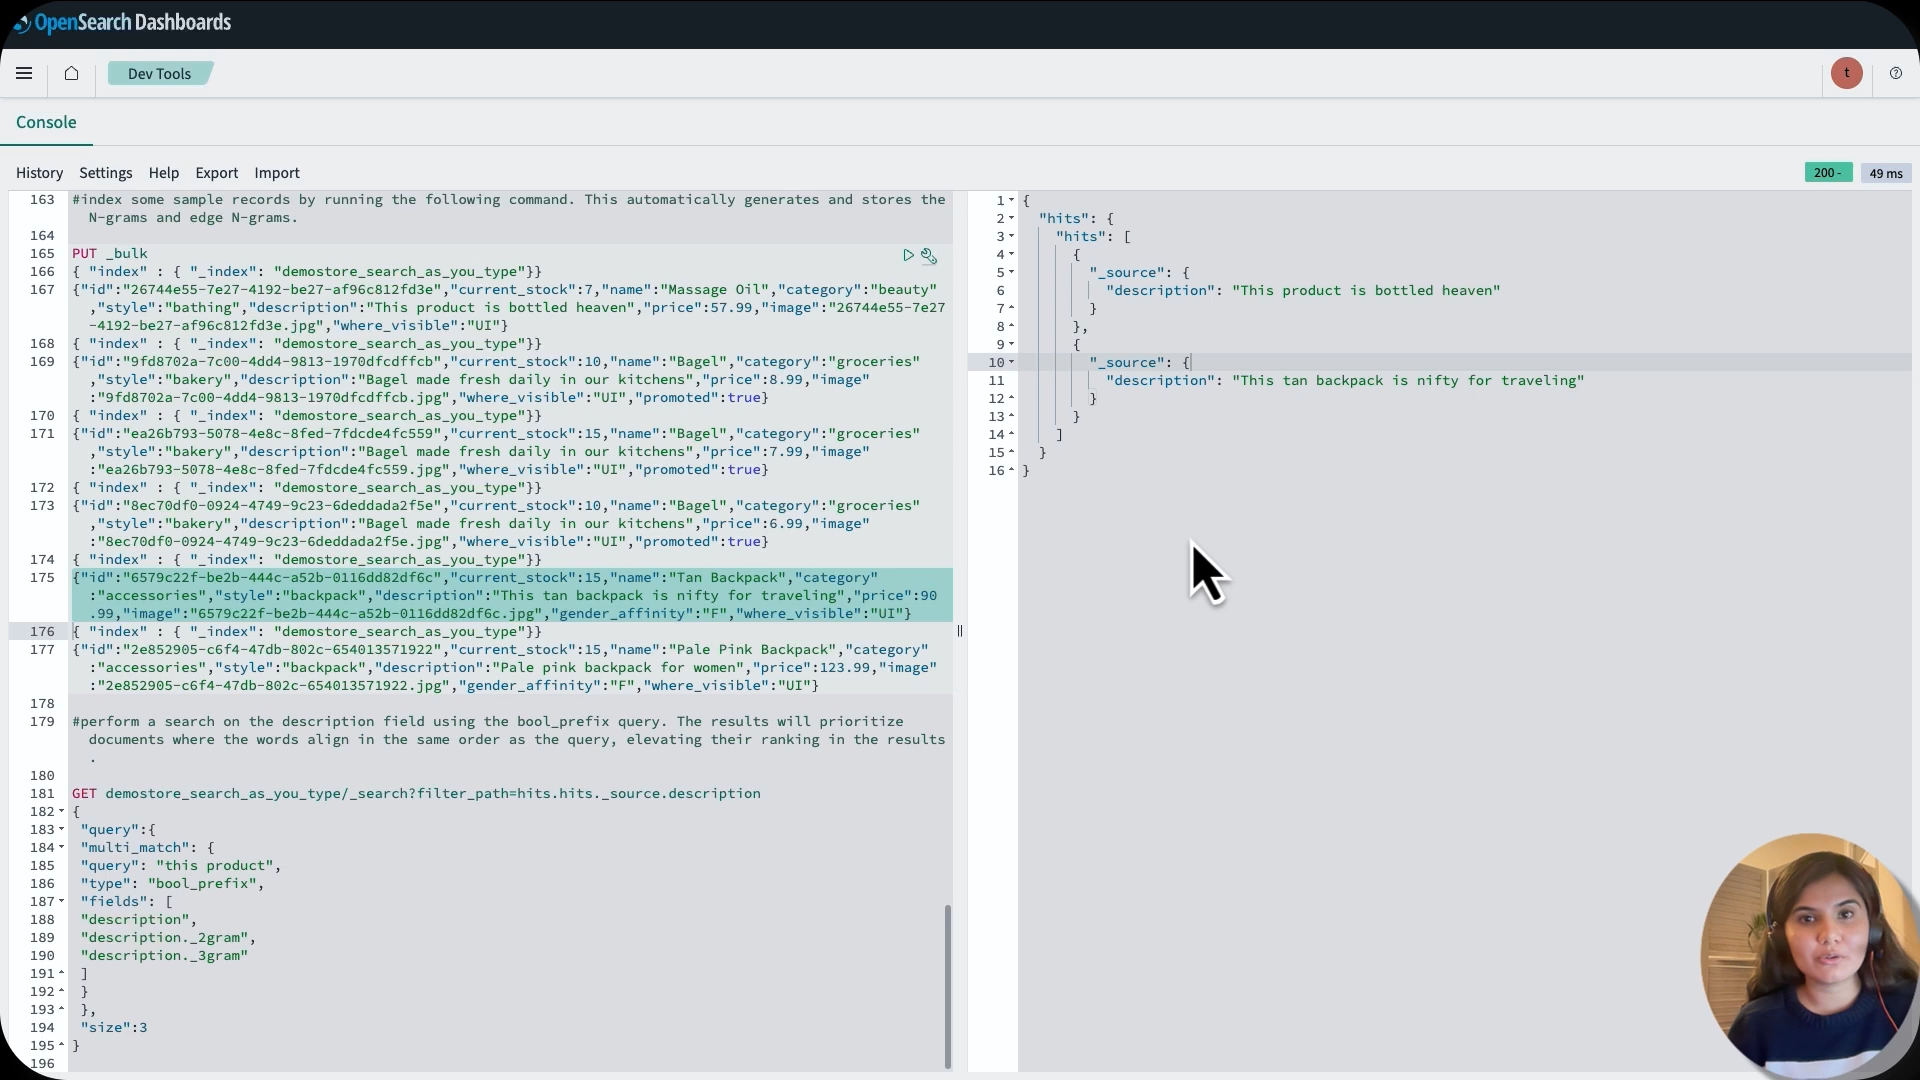 OpenSearch Dashboards
Dev Tools
t
Console
History Settings Help Export Import
200 - 49 ms
163 #index some sample records by running the following command. This automatically generates and stores the
N-grams and edge N-grams.
164
165 PUT _bulk
166 { "index" : { "_index": "demostore_search_as_you_type"}}
167 {"id":"26744e55-7e27-4192-be27-af96c812fd3e","current_stock":7,"name":"Massage Oil","category":"beauty"
,"style":"bathing","description":"This product is bottled heaven","price":57.99,"image":"26744e55-7e27
-4192-be27-af96c812fd3e.jpg","where_visible":"UI"}
168 { "index" : { "_index": "demostore_search_as_you_type"}}
169 {"id":"9fd8702a-7c00-4dd4-9813-1970dfcdffcb","current_stock":10,"name":"Bagel","category":"groceries"
,"style":"bakery","description":"Bagel made fresh daily in our kitchens","price":8.99,"image"
:"9fd8702a-7c00-4dd4-9813-1970dfcdffcb.jpg","where_visible":"UI","promoted":true}
170 { "index" : { "_index": "demostore_search_as_you_type"}}
171 {"id":"ea26b793-5078-4e8c-8fed-7fdcde4fc559","current_stock":15,"name":"Bagel","category":"groceries"
,"style":"bakery","description":"Bagel made fresh daily in our kitchens","price":7.99,"image"
:"ea26b793-5078-4e8c-8fed-7fdcde4fc559.jpg","where_visible":"UI","promoted":true}
172 { "index" : { "_index": "demostore_search_as_you_type"}}
173 {"id":"8ec70df0-0924-4749-9c23-6deddada2f5e","current_stock":10,"name":"Bagel","category":"groceries"
,"style":"bakery","description":"Bagel made fresh daily in our kitchens","price":6.99,"image"
:"8ec70df0-0924-4749-9c23-6deddada2f5e.jpg","where_visible":"UI","promoted":true}
174 { "index" : { "_index": "demostore_search_as_you_type"}}
175 {"id":"6579c22f-be2b-444c-a52b-0116dd82df6c","current_stock":15,"name":"Tan Backpack","category"
:"accessories","style":"backpack","description":"This tan backpack is nifty for traveling","price":90
.99,"image":"6579c22f-be2b-444c-a52b-0116dd82df6c.jpg","gender_affinity":"F","where_visible":"UI"}
176 { "index" : { "_index": "demostore_search_as_you_type"}}
177 {"id":"2e852905-c6f4-47db-802c-654013571922","current_stock":15,"name":"Pale Pink Backpack","category"
:"accessories","style":"backpack","description":"Pale pink backpack for women","price":123.99,"image"
:"2e852905-c6f4-47db-802c-654013571922.jpg","gender_affinity":"F","where_visible":"UI"}
178
179 #perform a search on the description field using the bool_prefix query. The results will prioritize
documents where the words align in the same order as the query, elevating their ranking in the results
.
180
181 GET demostore_search_as_you_type/_search?filter_path=hits.hits._source.description
182 {
183 "query":{
184 "multi_match": {
185 "query": "this product",
186 "type": "bool_prefix",
187 "fields": [
188 "description",
189 "description._2gram",
190 "description._3gram"
191 ]
192 }
193 },
194 "size":3
195 }
196
1 {
2 "hits": {
3 "hits": [
4 {
5 "_source": {
6 "description": "This product is bottled heaven"
7 }
8 },
9 {
10 "_source": {
11 "description": "This tan backpack is nifty for traveling"
12 }
13 }
14 ]
15 }
16 }